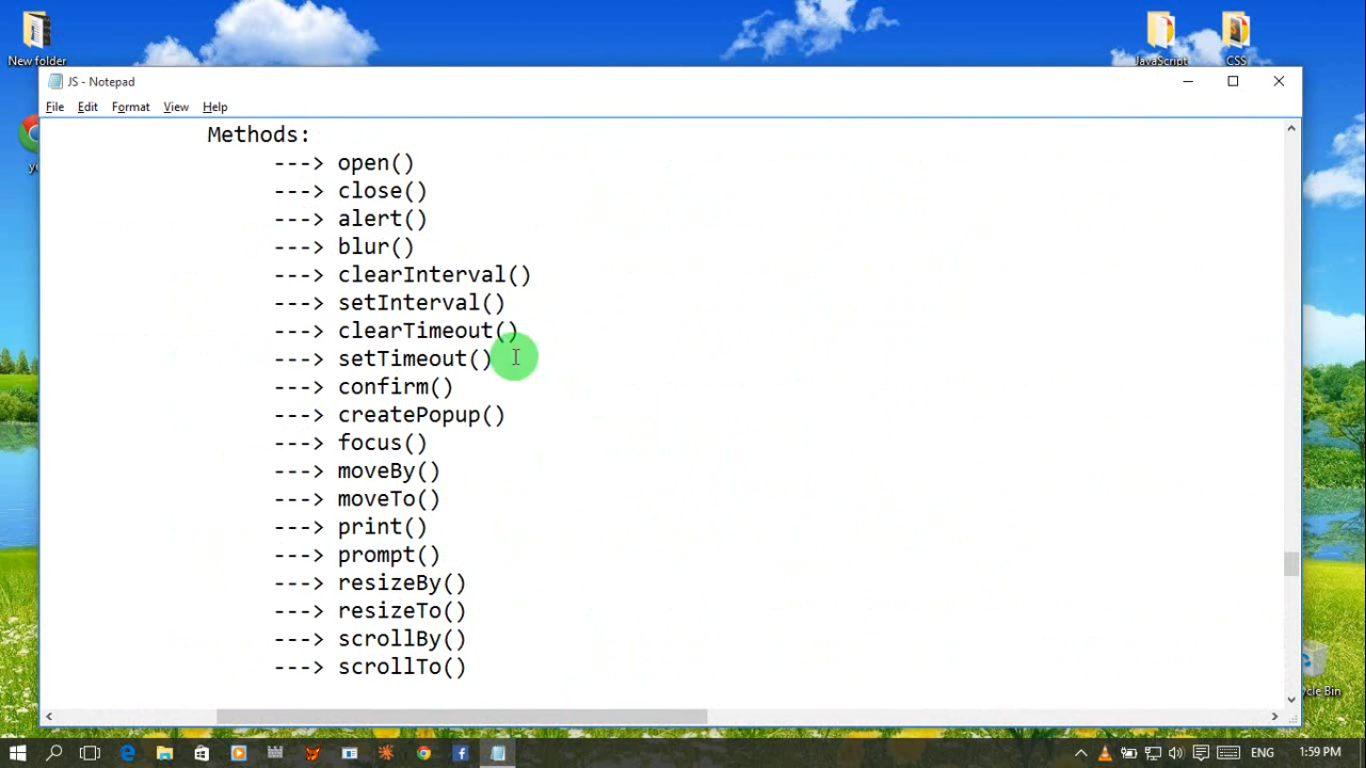 New folder
JavaScript
CSS
JS - Notepad
File Edit Format View Help
Methods:
---> open()
---> close()
---> alert()
---> blur()
---> clearInterval()
---> setInterval()
---> clearTimeout()
---> setTimeout()
---> confirm()
---> createPopup()
---> focus()
---> moveBy()
---> moveTo()
---> print()
---> prompt()
---> resizeBy()
---> resizeTo()
---> scrollBy()
---> scrollTo()
Bin
ENG
1:59 PM